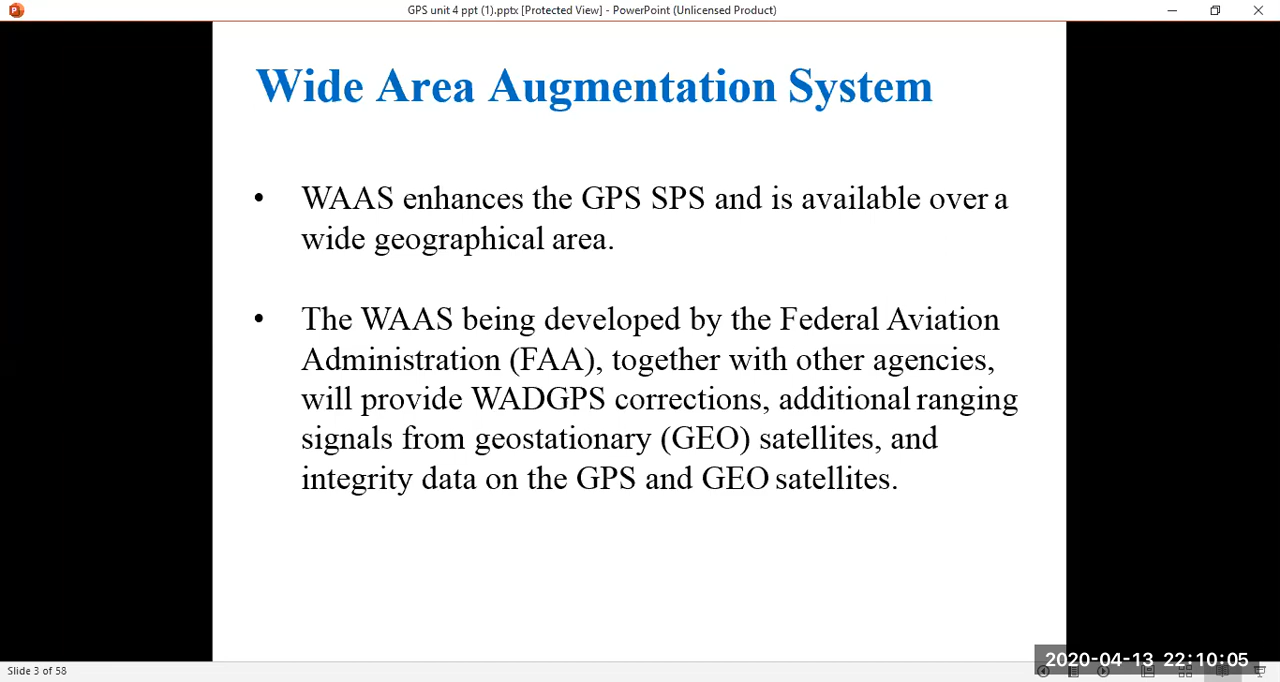 GPS unit 4 ppt (1).pptx [Protected View] - PowerPoint (Unlicensed Product)
Wide Area Augmentation System
• WAAS enhances the GPS SPS and is available over a
wide geographical area.
• The WAAS being developed by the Federal Aviation
Administration (FAA), together with other agencies,
will provide WADGPS corrections, additional ranging
signals from geostationary (GEO) satellites, and
integrity data on the GPS and GEO satellites.
2020-04-13 22:10:05
Slide 3 of 58